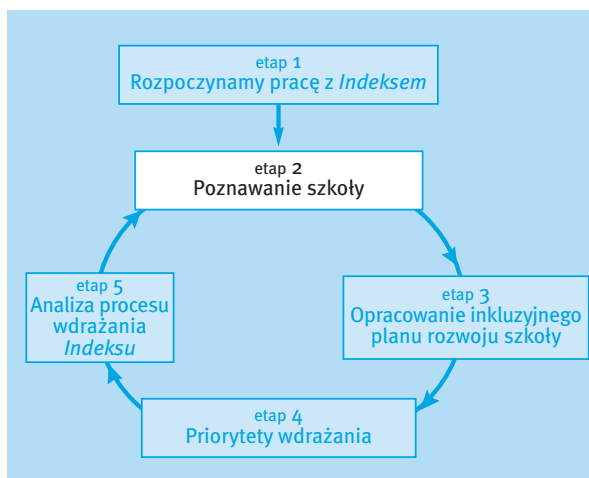 etap 1
Rozpoczynamy pracę z Indeksem
etap 2
Poznawanie szkoły
etap 3
Opracowanie inkluzyjnego
planu rozwoju szkoły
etap 4
Priorytety wdrażania
etap 5
Analiza procesu
wdrażania
Indeksu